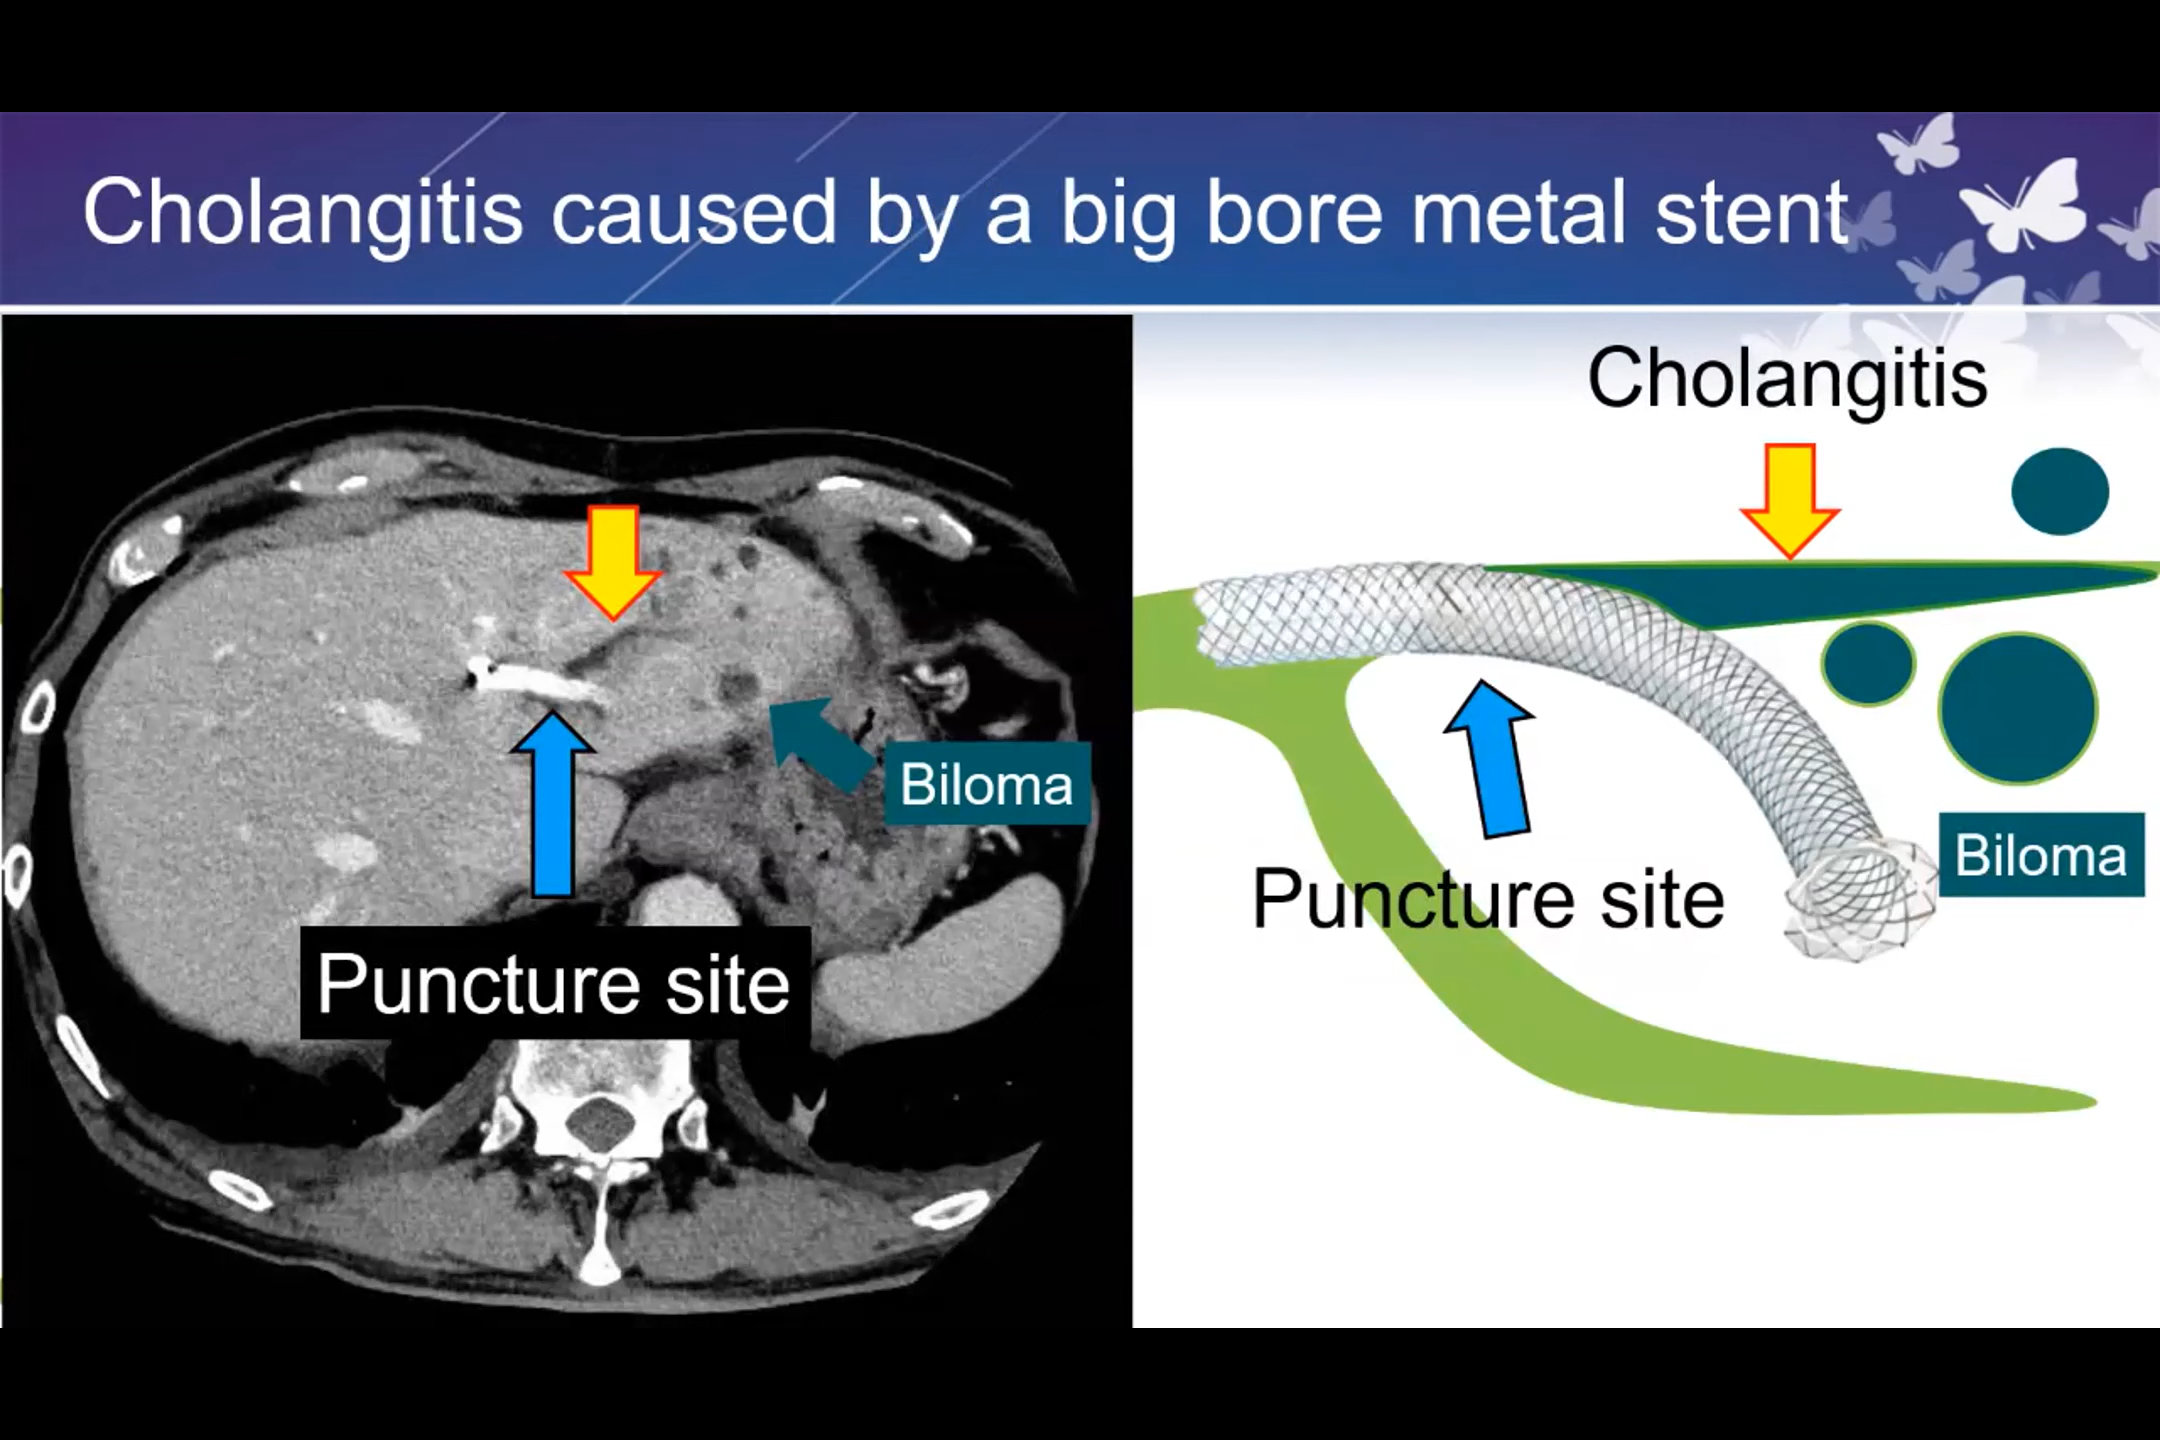 Cholangitis caused by a big bore metal stent
Biloma
Puncture site
Cholangitis
Puncture site
Biloma